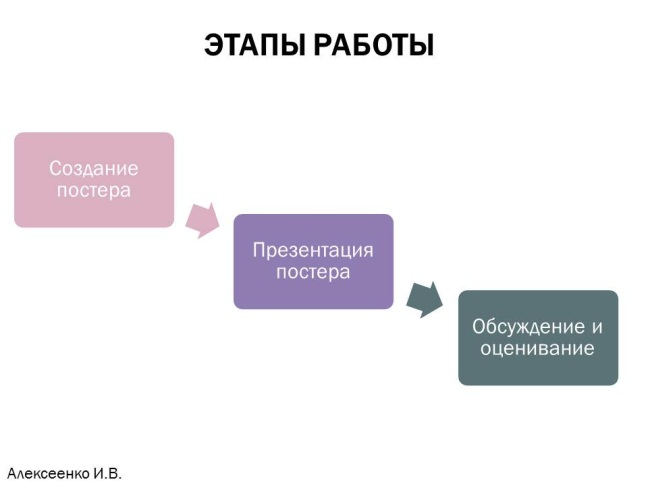 ЭТАПЫ РАБОТЫ
Создание
постера
Презентация
постера
Обсуждение и
оценивание
Алексеенко И.В.